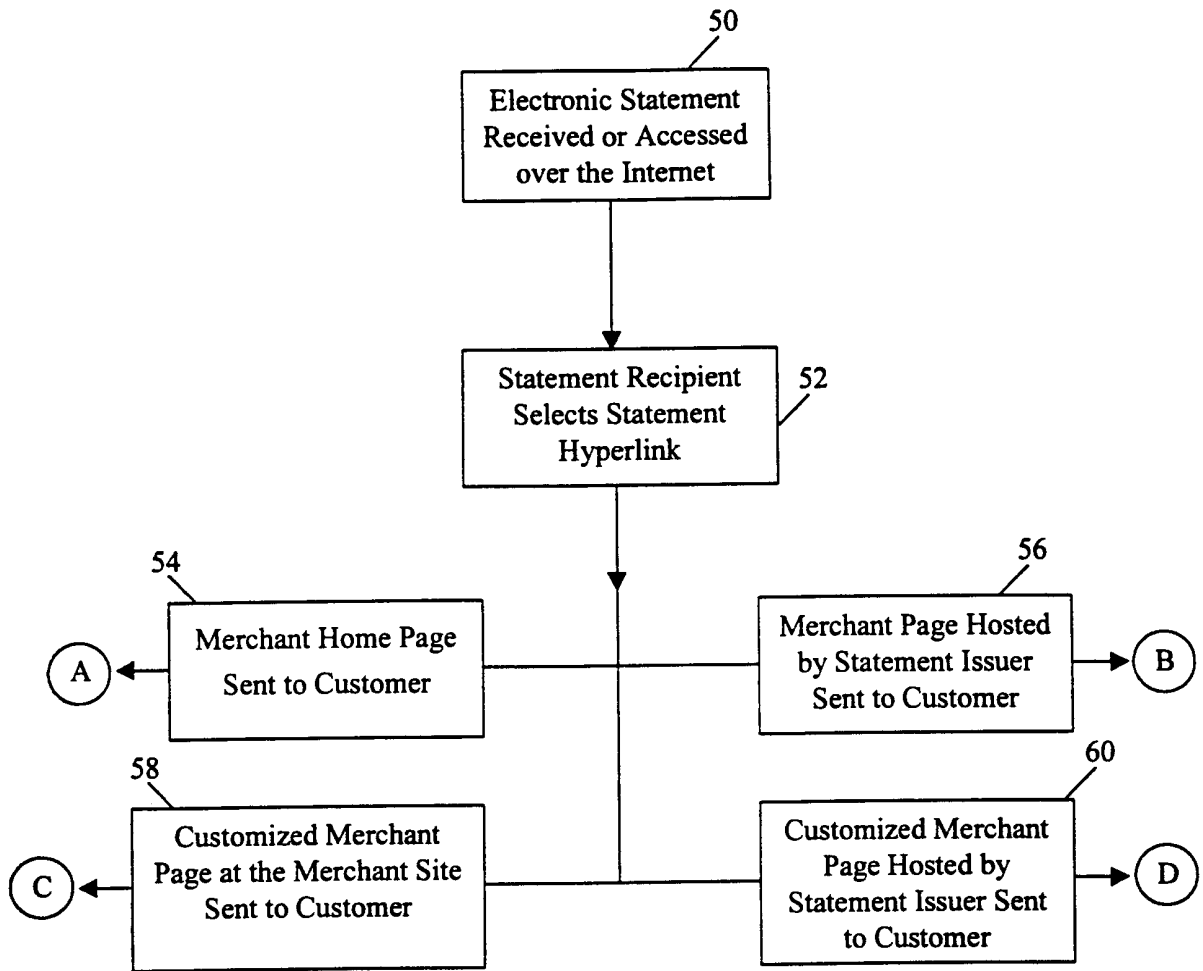 50
Electronic Statement
Received or Accessed
over the Internet
Statement Recipient
Selects Statement
Hyperlink
52
54
Merchant Home Page
Sent to Customer
A
56
Merchant Page Hosted
by Statement Issuer
Sent to Customer
B
58
Customized Merchant
Page at the Merchant Site
Sent to Customer
C
60
Customized Merchant
Page Hosted by
Statement Issuer Sent
to Customer
D